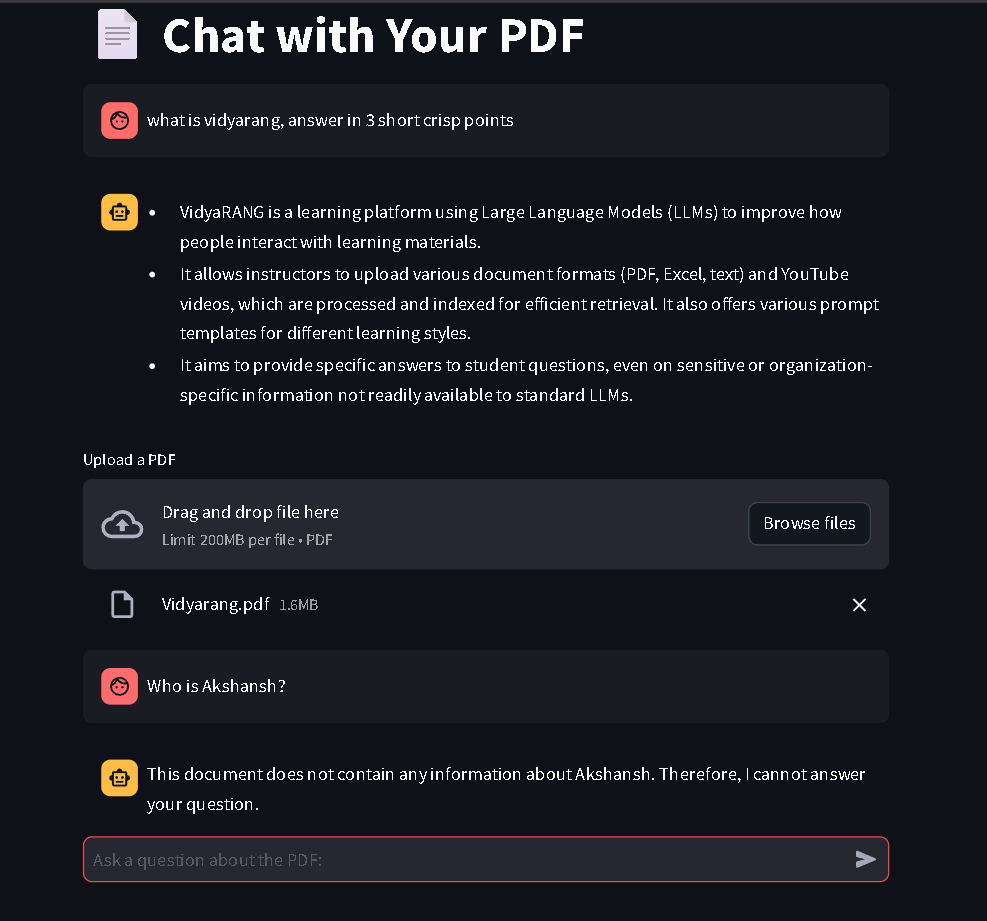 Chat with Your PDF
what is vidyarang, answer in 3 short crisp points
• VidyaRANG is a learning platform using Large Language Models (LLMs) to improve how
people interact with learning materials.
• It allows instructors to upload various document formats (PDF, Excel, text) and YouTube
videos, which are processed and indexed for efficient retrieval. It also offers various prompt
templates for different learning styles.
• It aims to provide specific answers to student questions, even on sensitive or organization-
specific information not readily available to standard LLMs.
Upload a PDF
Drag and drop file here
Limit 200MB per file • PDF
Browse files
Vidyarang.pdf 1.6MB
Who is Akshansh?
This document does not contain any information about Akshansh. Therefore, I cannot answer
your question.
Ask a question about the PDF: